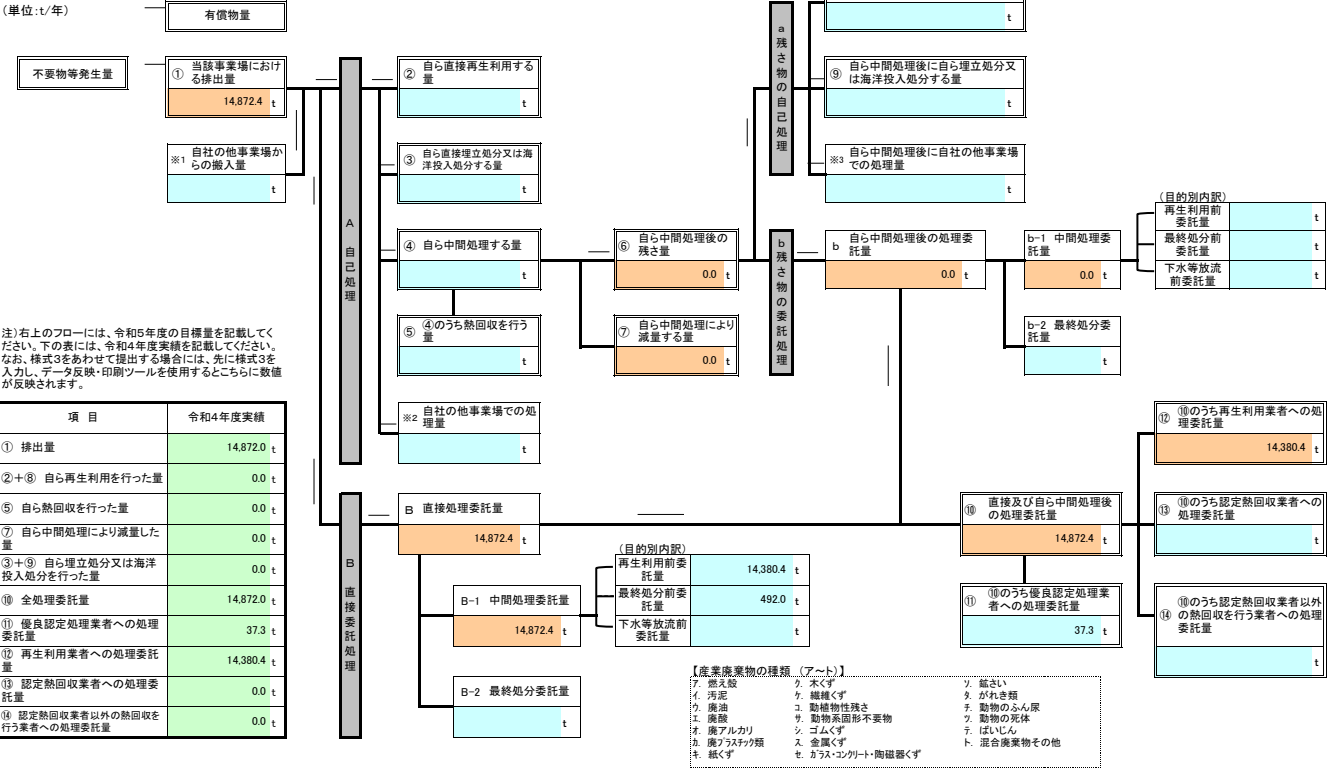 (単位:t/年)
有償物量
t
不要物等発生量
① 当該事業場におけ
る排出量
14,872.4 t
※1 自社の他事業場か
らの搬入量
t
A 自己処理
② 自ら直接再生利用する
量
t
③ 自ら直接埋立処分又は海
洋投入処分する量
t
④ 自ら中間処理する量
t
⑤ ④のうち熱回収を行う
量
t
※2 自社の他事業場での処
理量
t
⑥ 自ら中間処理後の
残さ量
0.0 t
⑦ 自ら中間処理により
減量する量
0.0 t
a 残さ物の自己処理
⑨ 自ら中間処理後に自ら埋立処分又
は海洋投入処分する量
t
※3 自ら中間処理後に自社の他事業場
での処理量
t
b 残さ物の委託処理
b 自ら中間処理後の処理委
託量
0.0 t
b-1 中間処理委
託量
0.0 t
b-2 最終処分委
託量
t
(目的別内訳)
再生利用前
委託量
t
最終処分前
委託量
t
下水等放流
前委託量
t
注)右上のフローには、令和5年度の目標量を記載してく
ださい。下の表には、令和4年度実績を記載してください。
なお、様式3をあわせて提出する場合には、先に様式3を
入力し、データ反映・印刷ツールを使用するとこちらに数値
が反映されます。
項 目 令和4年度実績
① 排出量 14,872.0 t
②+⑧ 自ら再生利用を行った量 0.0 t
⑤ 自ら熱回収を行った量 0.0 t
⑦ 自ら中間処理により減量した
量 0.0 t
③+⑨ 自ら埋立処分又は海洋
投入処分を行った量 0.0 t
⑩ 全処理委託量 14,872.0 t
⑪ 優良認定処理業者への処理
委託量 37.3 t
⑫ 再生利用業者への処理委託
量 14,380.4 t
⑬ 認定熱回収業者への処理委
託量 0.0 t
⑭ 認定熱回収業者以外の熱回収を
行う業者への処理委託量 0.0 t
B 直接委託処理
B 直接処理委託量
14,872.4 t
B-1 中間処理委託量
14,872.4 t
B-2 最終処分委託量
t
(目的別内訳)
再生利用前委
託量 14,380.4 t
最終処分前委
託量 492.0 t
下水等放流前
委託量 t
⑩ 直接及び自ら中間処理後
の処理委託量
14,872.4 t
⑪ ⑩のうち優良認定処理業
者への処理委託量
37.3 t
⑫ ⑩のうち再生利用業者への処
理委託量
14,380.4 t
⑬ ⑩のうち認定熱回収業者への
処理委託量
t
⑭ ⑩のうち認定熱回収業者以外
の熱回収を行う業者への処理
委託量
t
【産業廃棄物の種類 (ア~ト)】
ア. 燃え殻 ク. 木くず ソ. 鉱さい
イ. 汚泥 ケ. 繊維くず タ. がれき類
ウ. 廃油 コ. 動植物性残さ チ. 動物のふん尿
エ. 廃酸 サ. 動物系固形不要物 ツ. 動物の死体
オ. 廃アルカリ シ. ゴムくず テ. ばいじん
カ. 廃プラスチック類 ス. 金属くず ト. 混合廃棄物その他
キ. 紙くず セ. ガラス・コンクリート・陶磁器くず